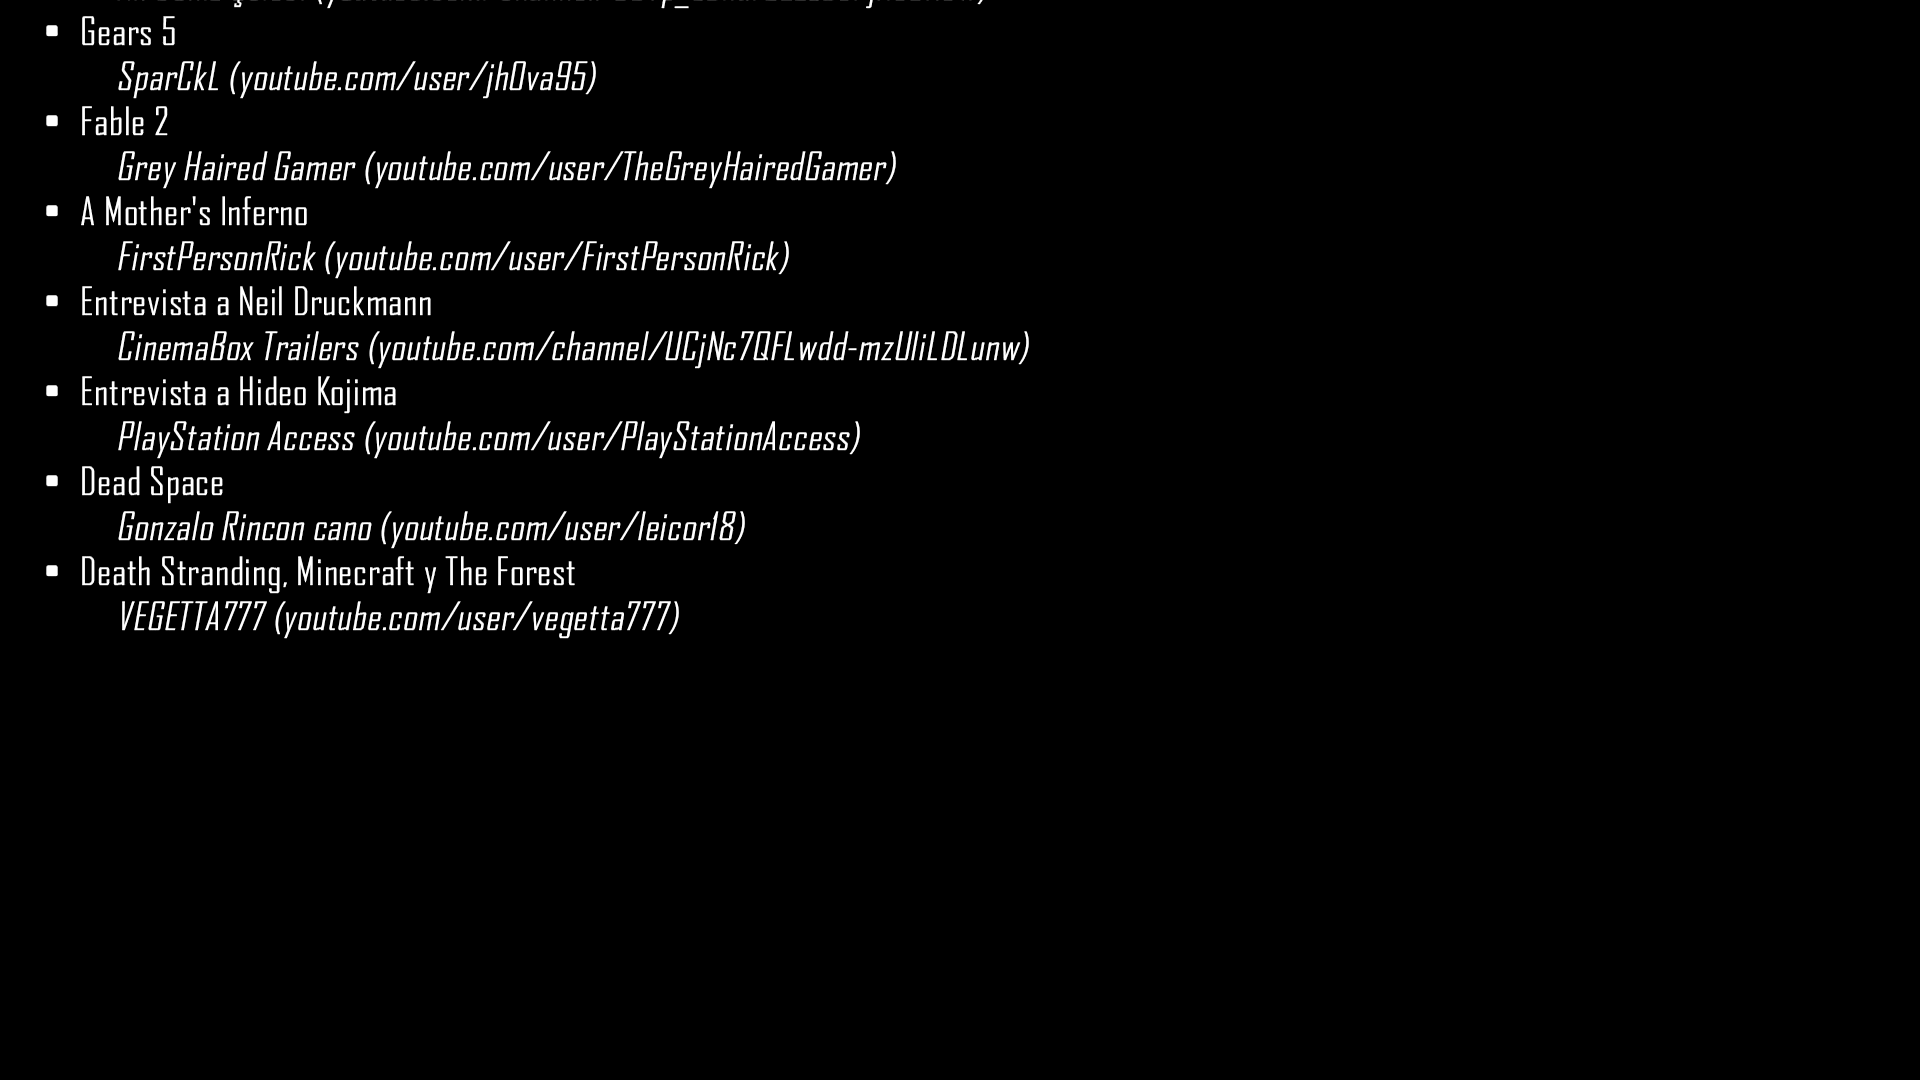 ▪ Gears 5
SparCkL (youtube.com/user/jh0va95)
▪ Fable 2
Grey Haired Gamer (youtube.com/user/TheGreyHairedGamer)
▪ A Mother's Inferno
FirstPersonRick (youtube.com/user/FirstPersonRick)
▪ Entrevista a Neil Druckmann
CinemaBox Trailers (youtube.com/channel/UCjNc7QFLwdd-mzUIiLDLunw)
▪ Entrevista a Hideo Kojima
PlayStation Access (youtube.com/user/PlayStationAccess)
▪ Dead Space
Gonzalo Rincon cano (youtube.com/user/leicor18)
▪ Death Stranding, Minecraft y The Forest
VEGETTA777 (youtube.com/user/vegetta777)